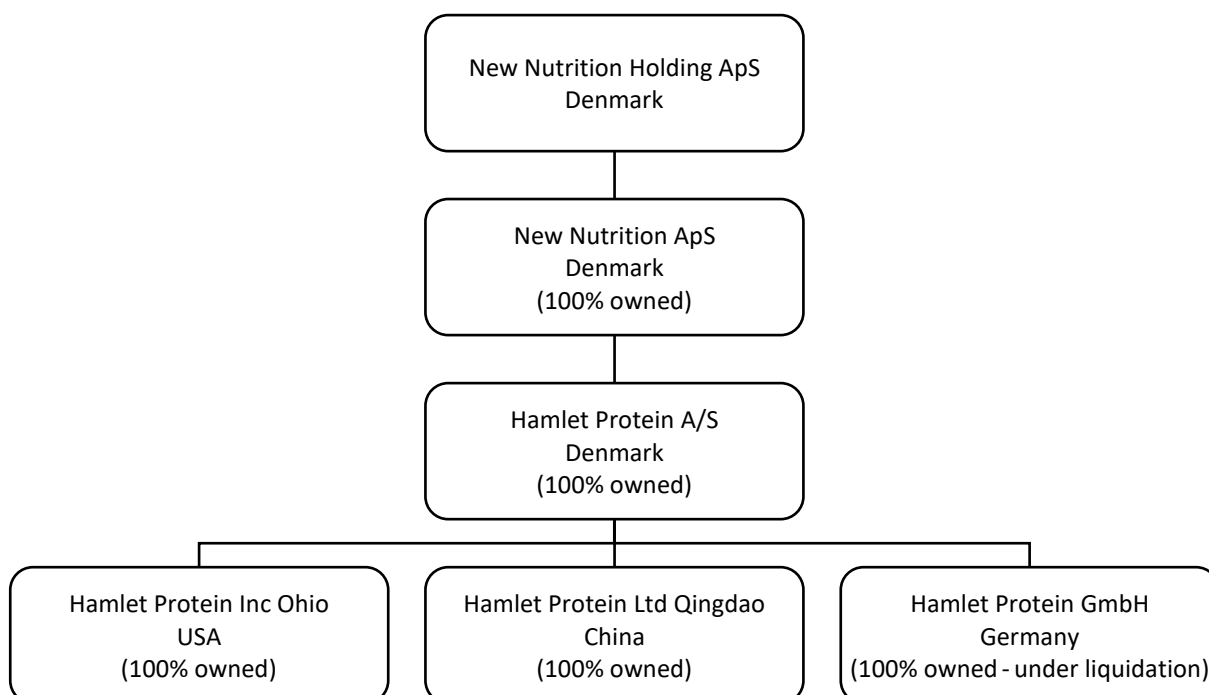 New Nutrition Holding ApS
Denmark
New Nutrition ApS
Denmark
(100% owned)
Hamlet Protein A/S
Denmark
(100% owned)
Hamlet Protein Inc Ohio
USA
(100% owned)
Hamlet Protein Ltd Qingdao
China
(100% owned)
Hamlet Protein GmbH
Germany
(100% owned - under liquidation)